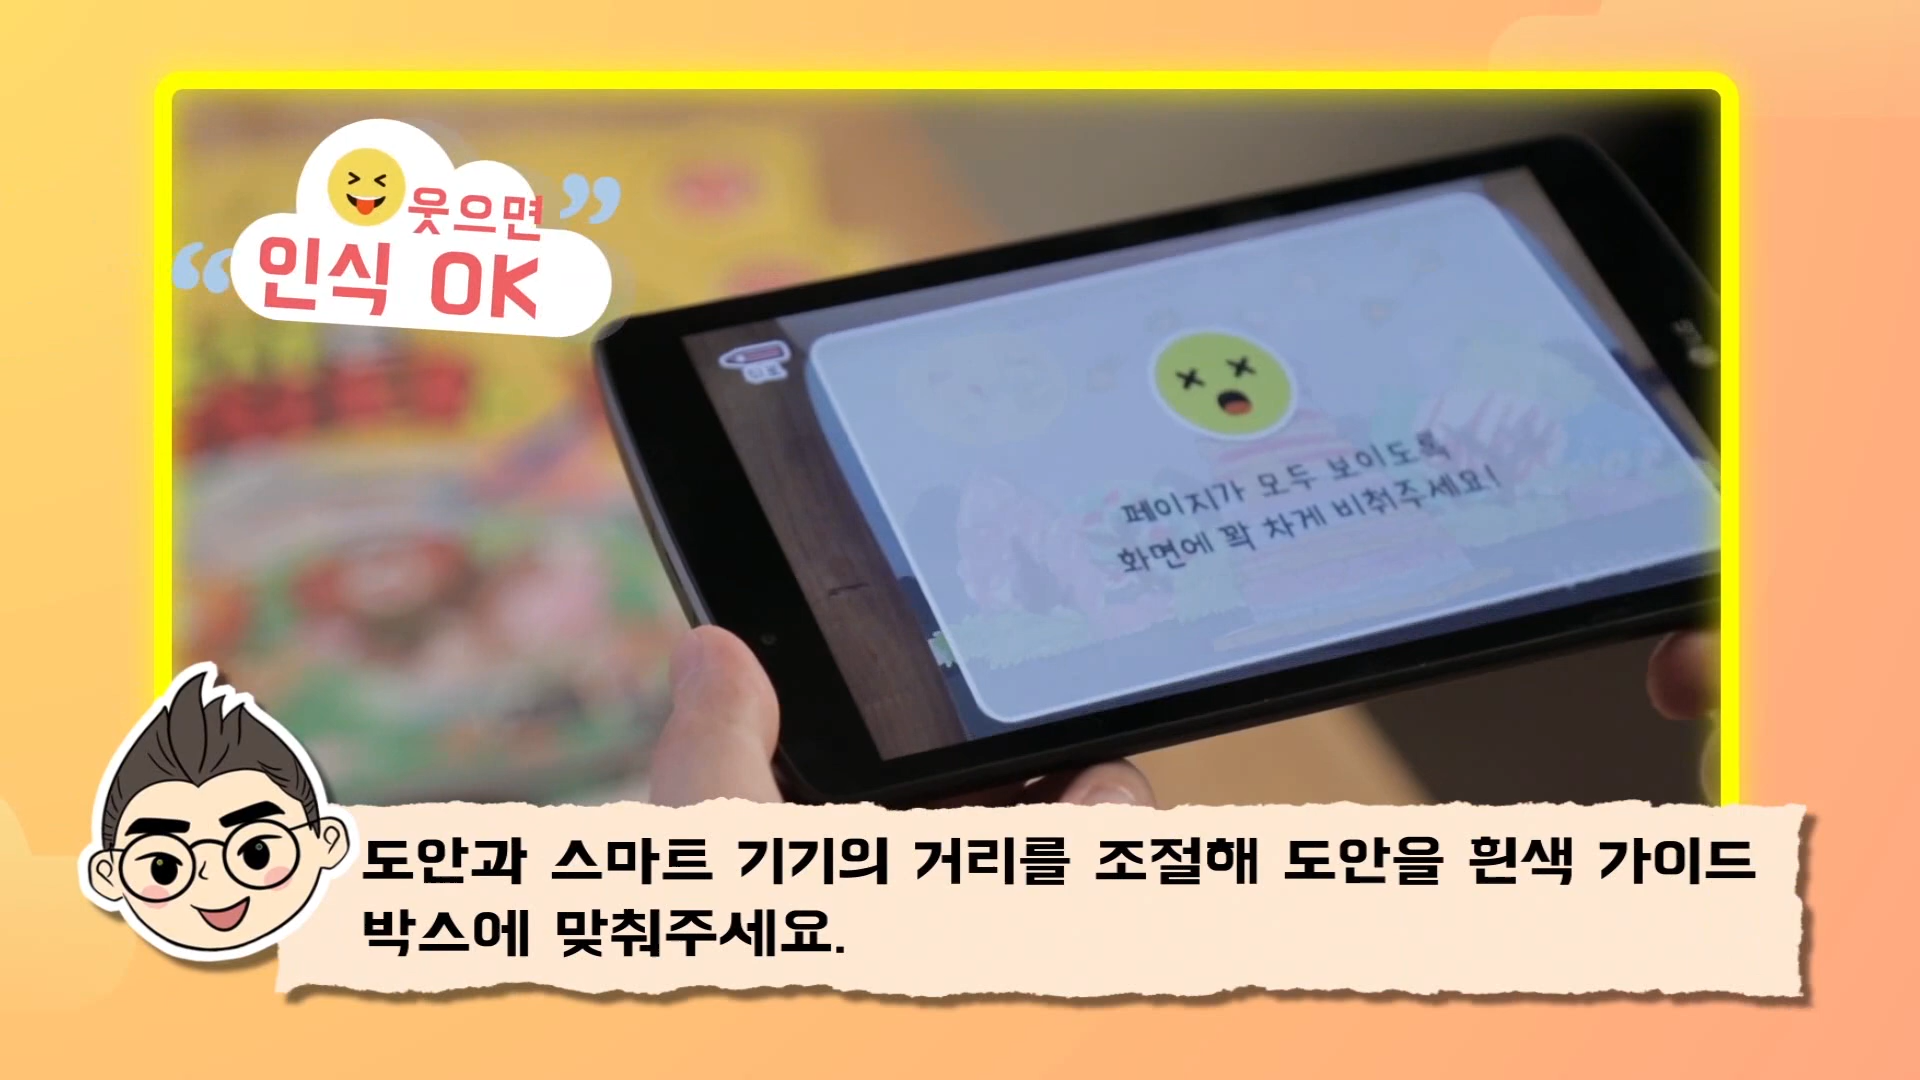 웃으면
“인식 OK”
페이지가 모두 보이도록
화면에 꽉 차게 비춰주세요!
도안과 스마트 기기의 거리를 조절해 도안을 흰색 가이드
박스에 맞춰주세요.